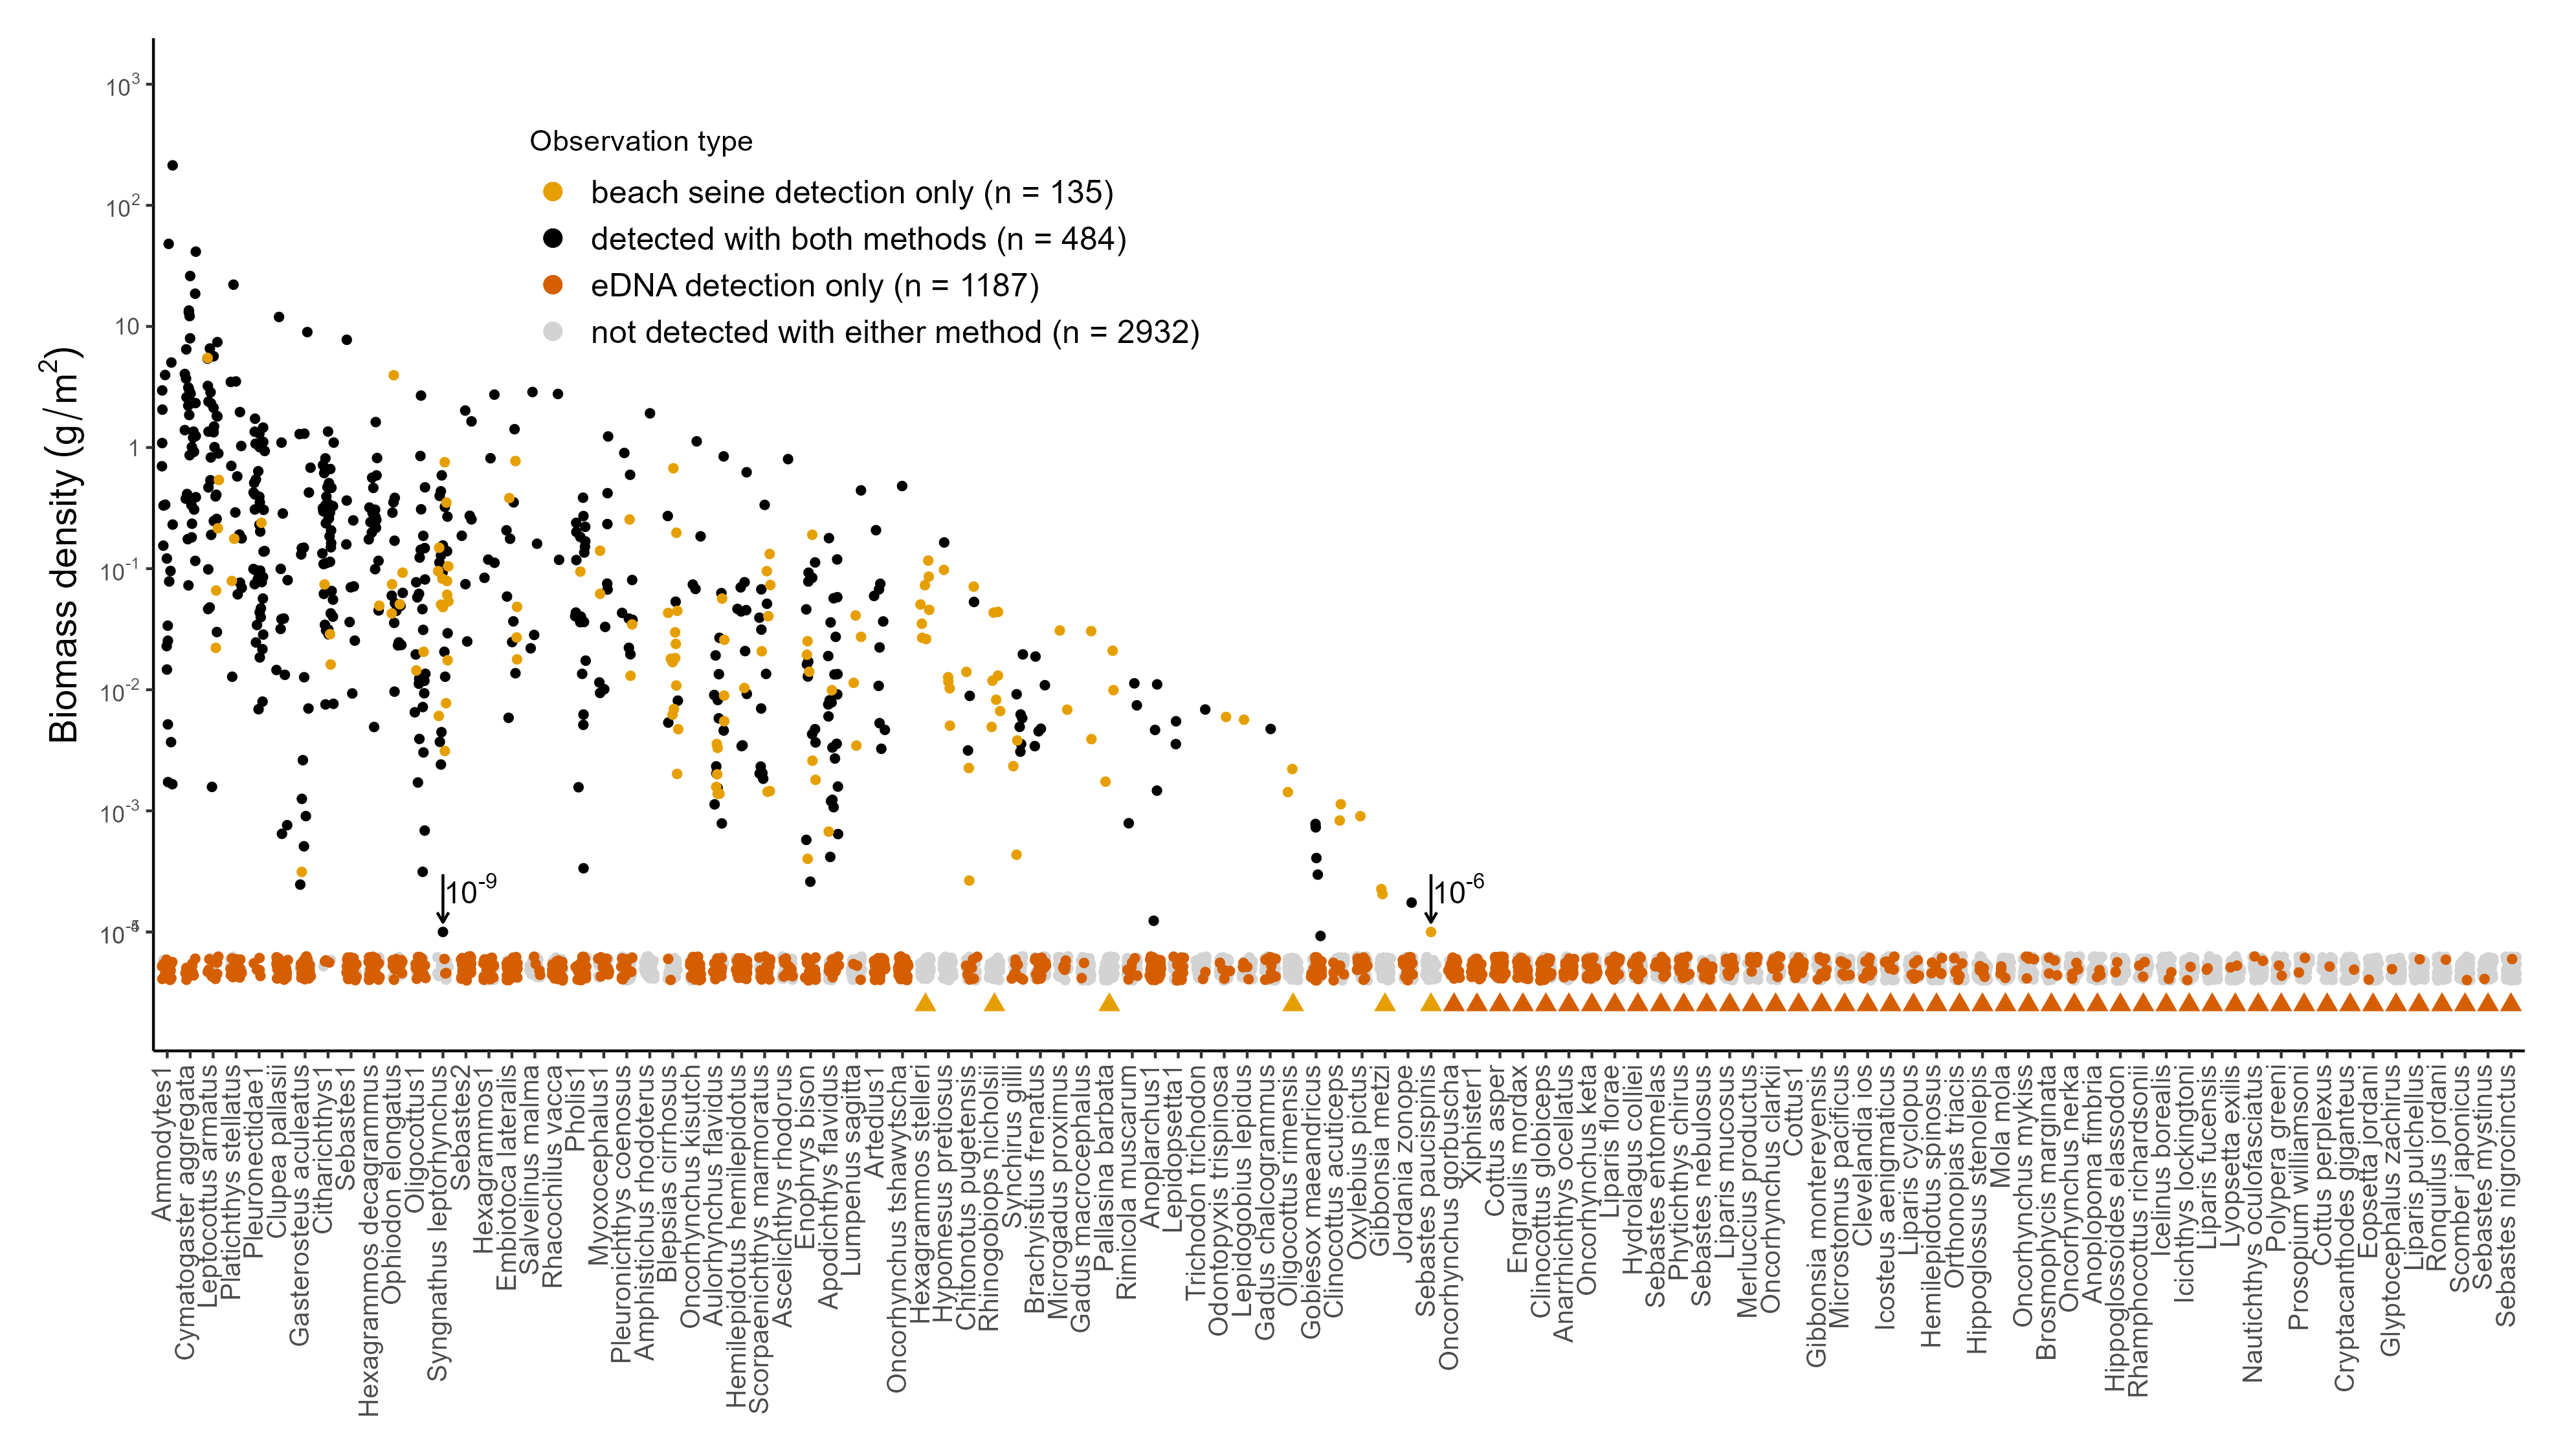 10³
10²
10
1
10⁻¹
10⁻²
10⁻³
Biomass density (g/m²)
Observation type
beach seine detection only (n = 135)
detected with both methods (n = 484)
eDNA detection only (n = 1187)
not detected with either method (n = 2932)
10⁻⁹
10⁻⁶
Ammodytes1
Cymatogaster aggregata
Leptocottus armatus
Platichthys stellatus
Pleuronectidae1
Clupea pallasii
Gasterosteus aculeatus
Citharichthys1
Sebastes1
Hexagrammos decagrammus
Ophiodon elongatus
Oligocottus1
Syngnathus leptorhynchus
Sebastes2
Hexagrammos1
Embiotoca lateralis
Salvelinus malma
Rhacochilus vacca
Pholis1
Myoxocephalus1
Pleuronichthys coenosus
Amphistichus rhodoterus
Blepsias cirrhosus
Oncorhynchus kisutch
Aulorhynchus flavidus
Hemilepidotus hemilepidotus
Scorpaenichthys marmoratus
Ascelichthys rhodorus
Enophrys bison
Apodichthys flavidus
Lumpenus sagitta
Artedius1
Oncorhynchus tshawytscha
Hexagrammos stelleri
Hypomesus pretiosus
Chitonotus pugetensis
Rhinogobiops nicholsii
Synchirus gilli
Brachyistius frenatus
Microgadus proximus
Gadus macrocephalus
Pallasina barbata
Rimicola muscarum
Anoplarchus1
Lepidopsetta1
Trichodon trichodon
Odontopyxis trispinosa
Lepidogobius lepidus
Gadus chalcogrammus
Oligocottus rimensis
Gobiesox maeandricus
Clinocottus acuticeps
Oxylebius pictus
Gibbonsia metzi
Jordania zonope
Sebastes paucispinis
Oncorhynchus gorbuscha
Xiphister1
Cottus asper
Engraulis mordax
Clinocottus globiceps
Anarrhichthys ocellatus
Oncorhynchus keta
Liparis florae
Hydrolagus colliei
Sebastes entomelas
Phytichthys chirus
Sebastes nebulosus
Liparis mucosus
Merluccius productus
Oncorhynchus clarkii
Cottus1
Gibbonsia montereyensis
Microstomus pacificus
Clevelandia ios
Icosteus aenigmaticus
Liparis cyclopus
Hemilepidotus spinosus
Orthonopias triacis
Hippoglossus stenolepis
Mola mola
Oncorhynchus mykiss
Brosmophycis marginata
Oncorhynchus nerka
Anoplopoma fimbria
Hippoglossoides elassodon
Rhamphocottus richardsonii
Icelinus borealis
Icichthys lockingtoni
Liparis fucensis
Lyopsetta exilis
Nautichthys oculofasciatus
Polypera greeni
Prosopium williamsoni
Cottus perplexus
Cryptacanthodes giganteus
Eopsetta jordani
Glyptocephalus zachirus
Liparis pulchellus
Ronquilus jordani
Scomber japonicus
Sebastes mystinus
Sebastes nigrocinctus